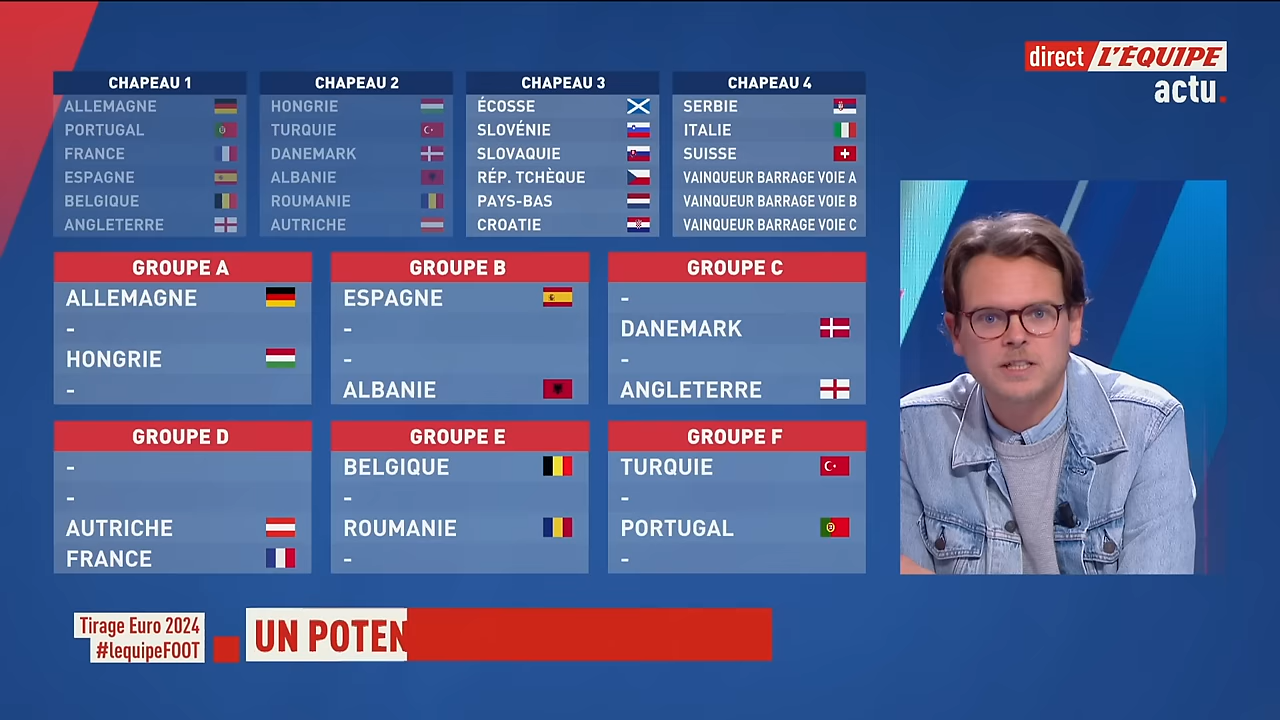 direct L'ÉQUIPE
actu.
CHAPEAU 1
ALLEMAGNE
PORTUGAL
FRANCE
ESPAGNE
BELGIQUE
ANGLETERRE
CHAPEAU 2
HONGRIE
TURQUIE
DANEMARK
ALBANIE
ROUMANIE
AUTRICHE
CHAPEAU 3
ÉCOSSE
SLOVÉNIE
SLOVAQUIE
RÉP. TCHÈQUE
PAYS-BAS
CROATIE
CHAPEAU 4
SERBIE
ITALIE
SUISSE
VAINQUEUR BARRAGE VOIE A
VAINQUEUR BARRAGE VOIE B
VAINQUEUR BARRAGE VOIE C
GROUPE A
ALLEMAGNE
-
HONGRIE
-
GROUPE B
ESPAGNE
-
-
ALBANIE
GROUPE C
-
DANEMARK
-
ANGLETERRE
GROUPE D
-
-
AUTRICHE
FRANCE
GROUPE E
BELGIQUE
-
ROUMANIE
-
GROUPE F
TURQUIE
-
PORTUGAL
-
Tirage Euro 2024
#lequipeFOOT
UN POTEN